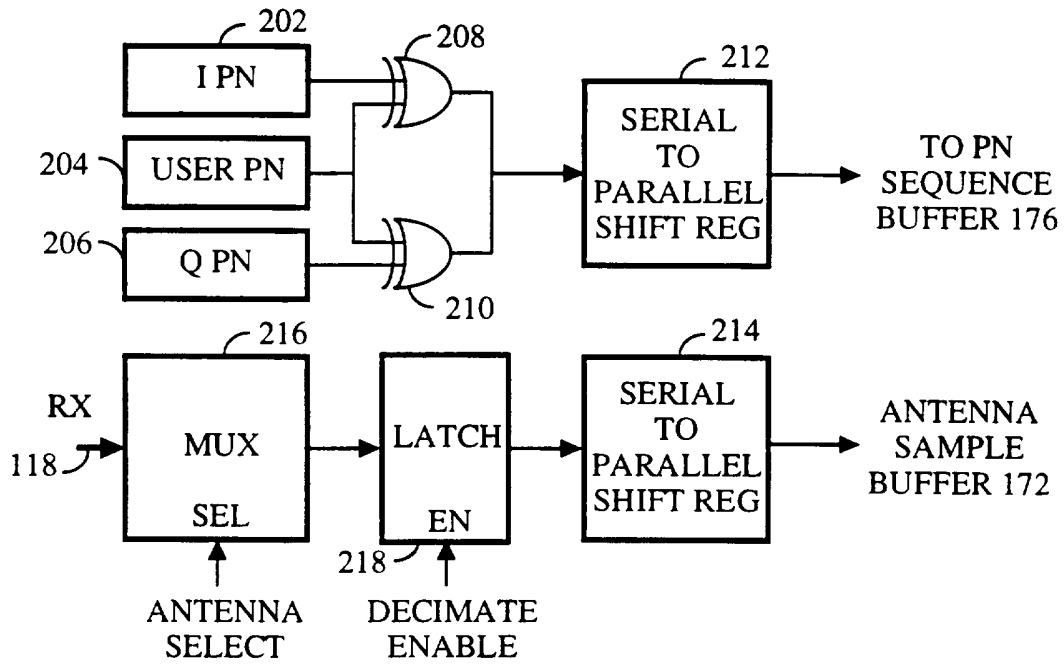 202
208
212
I PN
204
USER PN
206
Q PN
210
SERIAL
TO
PARALLEL
SHIFT REG
TO PN
SEQUENCE
BUFFER 176
216
214
RX
118
MUX
SEL
LATCH
EN
218
SERIAL
TO
PARALLEL
SHIFT REG
ANTENNA
SAMPLE
BUFFER 172
ANTENNA
SELECT
DECIMATE
ENABLE